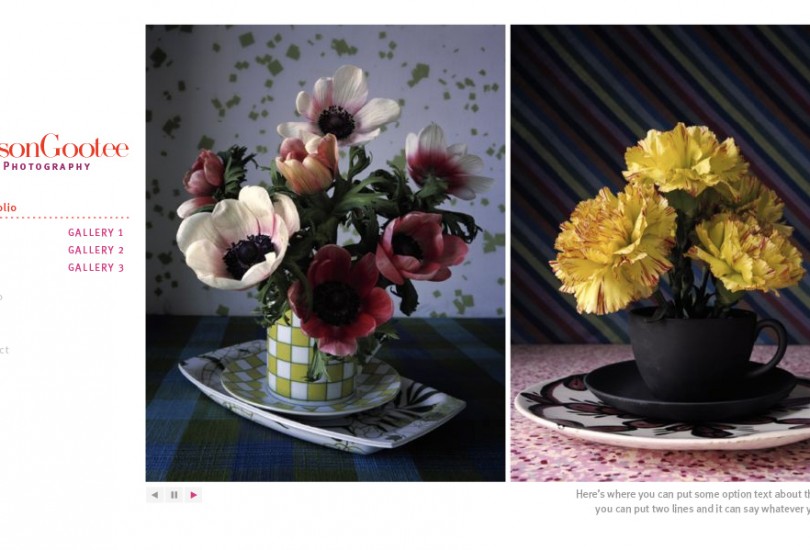 sonGootee
PHOTOGRAPHY
olio
GALLERY 1
GALLERY 2
GALLERY 3
o
ct
Here's where you can put some option text about th
you can put two lines and it can say whatever y